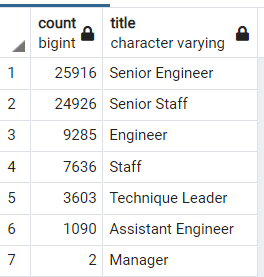 count title
bigint character varying
1 25916 Senior Engineer
2 24926 Senior Staff
3 9285 Engineer
4 7636 Staff
5 3603 Technique Leader
6 1090 Assistant Engineer
7 2 Manager